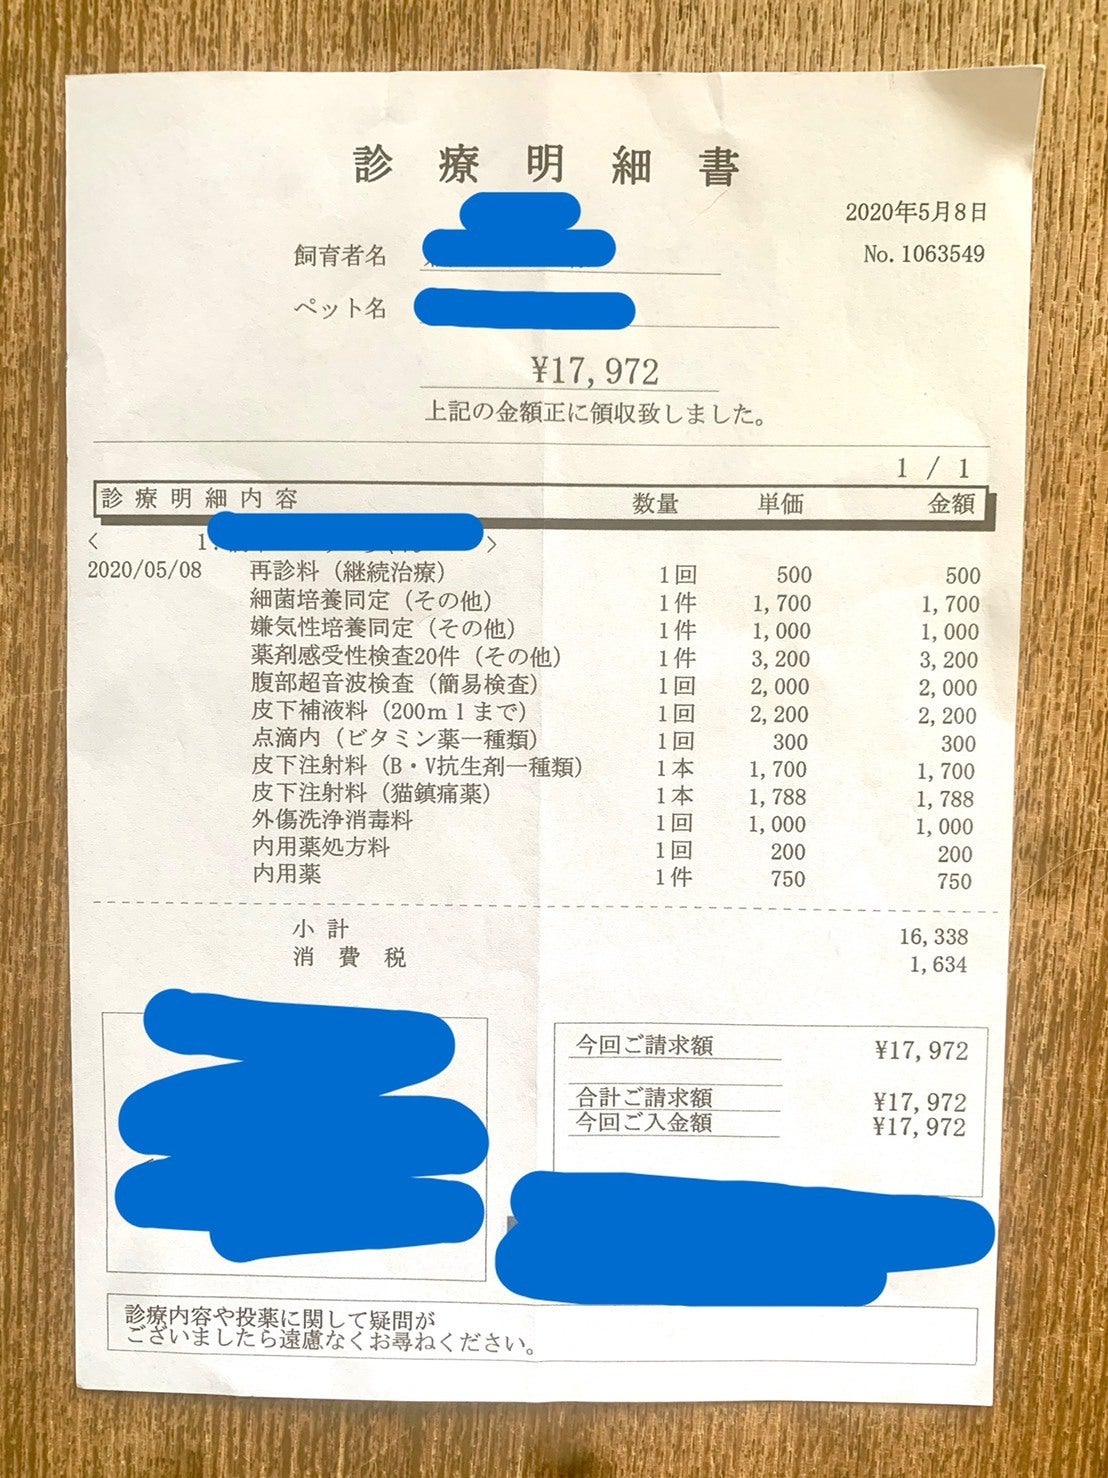 診療明細書
2020年5月8日
飼育者名
No.1063549
ペット名
¥17,972
上記の金額正に領収致しました。
1 / 1
診療明細内容 数量 単価 金額
< 1. >
2020/05/08 再診料（継続治療） 1回 500 500
細菌培養同定（その他） 1件 1,700 1,700
嫌気性培養同定（その他） 1件 1,000 1,000
薬剤感受性検査20件（その他） 1件 3,200 3,200
腹部超音波検査（簡易検査） 1回 2,000 2,000
皮下補液料（200ｍｌまで） 1回 2,200 2,200
点滴内（ビタミン薬一種類） 1回 300 300
皮下注射料（B・V抗生剤一種類） 1本 1,700 1,700
皮下注射料（猫鎮痛薬） 1本 1,788 1,788
外傷洗浄消毒料 1回 1,000 1,000
内用薬処方料 1回 200 200
内用薬 1件 750 750
小計 16,338
消費税 1,634
今回ご請求額 ¥17,972
合計ご請求額 ¥17,972
今回ご入金額 ¥17,972
診療内容や投薬に関して疑問が
ございましたら遠慮なくお尋ねください。